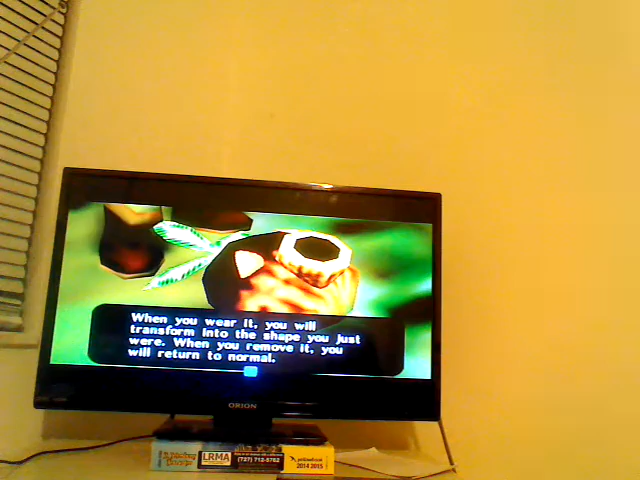 When you wear it, you will
transform into the shape you just
were. When you remove it, you
will return to normal.
ORION
LRMA
(727) 712-5762
yellowbook
2014 2015